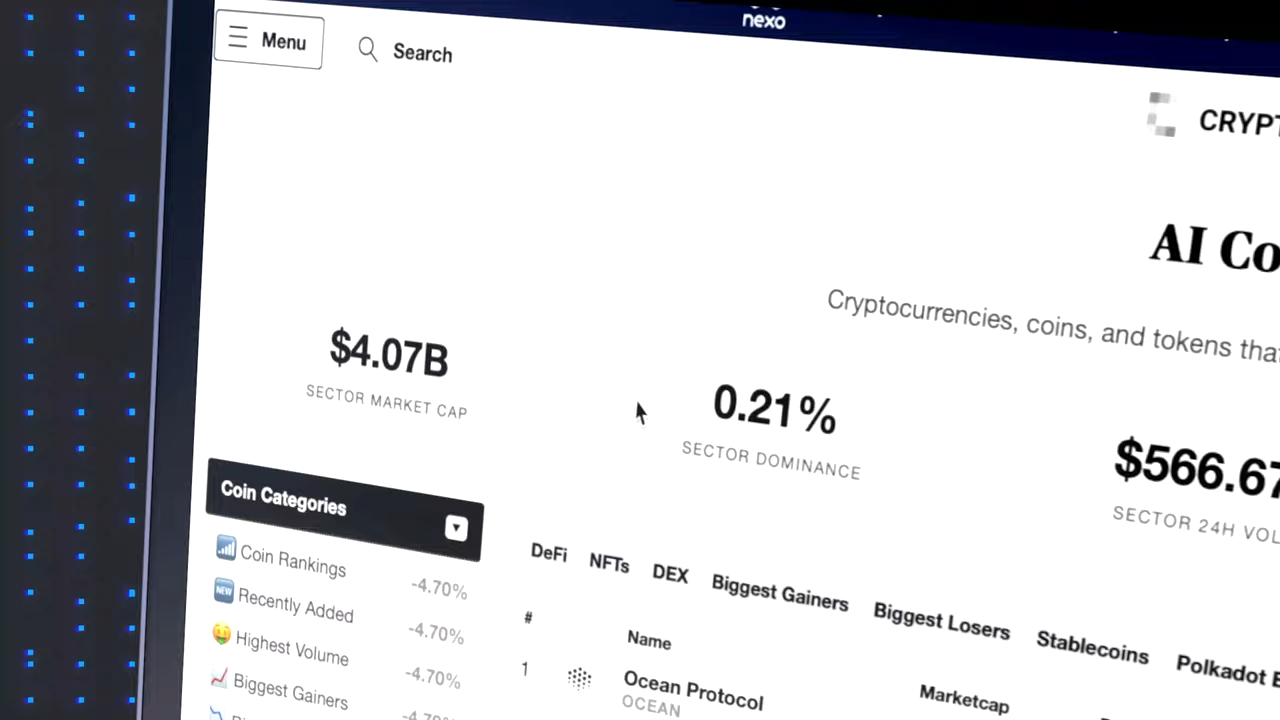 nexo
Menu
Search
CRYPT
AI Co
Cryptocurrencies, coins, and tokens tha
$4.07B
SECTOR MARKET CAP
0.21%
SECTOR DOMINANCE
$566.67
SECTOR 24H VOL
Coin Categories
Coin Rankings -4.70%
NEW Recently Added -4.70%
Highest Volume -4.70%
Biggest Gainers -4.70%
DeFi NFTs DEX Biggest Gainers Biggest Losers Stablecoins Polkadot E
# Name Marketcap
1 Ocean Protocol
OCEAN